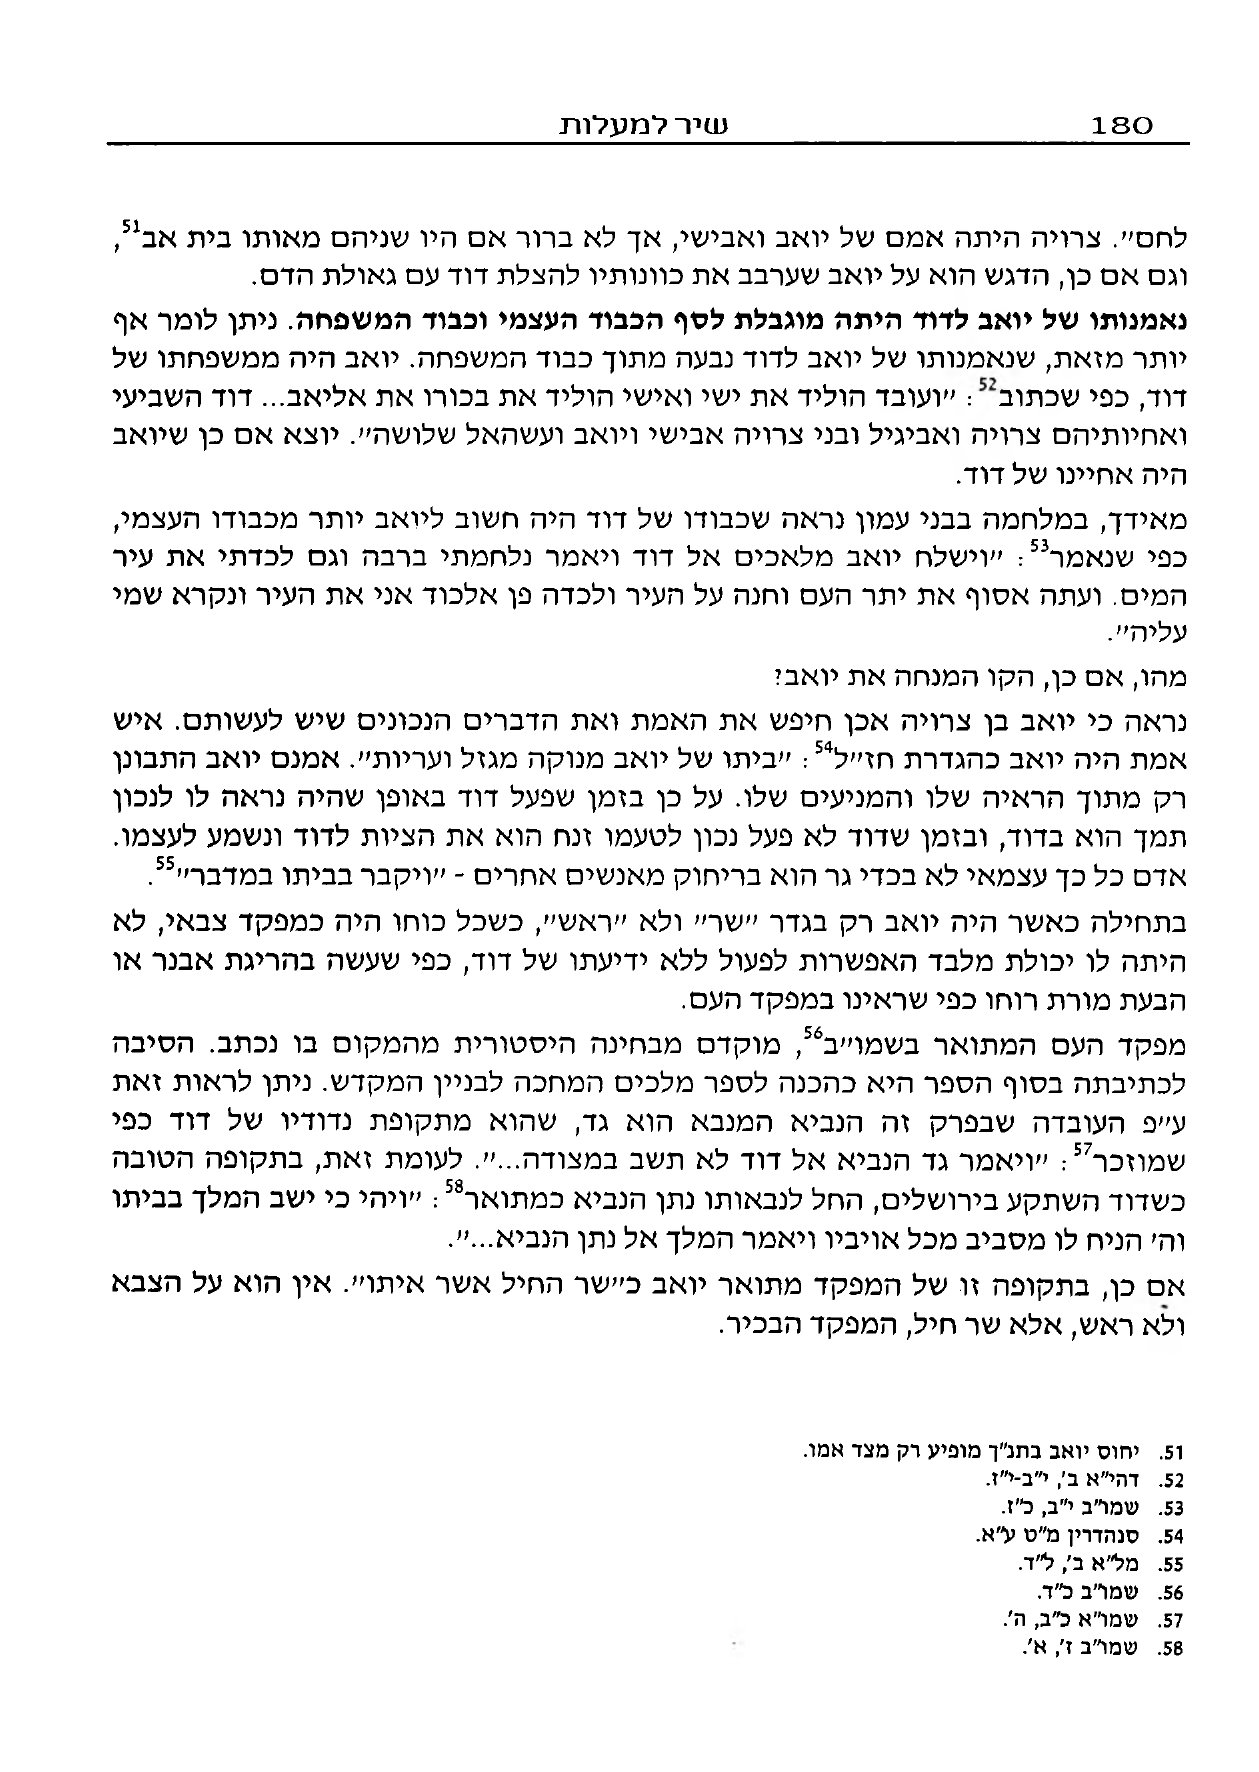 180 שיר למעלות
לחם״. צרויה היתה אמם של יואב ואבישי, אך לא ברור אם היו שניהם מאותו בית אב51,
וגם אם כן, הדגש הוא על יואב שערבב את כוונותיו להצלת דוד עם גאולת הדם.
נאמנותו של יואב לדוד היתה מוגבלת לסף הכבוד העצמי וכבוד המשפחה. ניתן לומר אף
יותר מזאת, שנאמנותו של יואב לדוד נבעה מתוך כבוד המשפחה. יואב היה ממשפחתו של
דוד, כפי שכתוב52: ״ועובד הוליד את ישי ואישי הוליד את בכורו את אליאב... דוד השביעי
ואחיותיהם צרויה ואביגיל ובני צרויה אבישי ויואב ועשהאל שלושה״. יוצא אם כן שיואב
היה אחיינו של דוד.
מאידך, במלחמה בבני עמון נראה שכבודו של דוד היה חשוב ליואב יותר מכבודו העצמי,
כפי שנאמר53: ״וישלח יואב מלאכים אל דוד ויאמר נלחמתי ברבה וגם לכדתי את עיר
המים. ועתה אסוף את יתר העם וחנה על העיר ולכדה פן אלכוד אני את העיר ונקרא שמי
עליה״.
מהו, אם כן, הקו המנחה את יואב?
נראה כי יואב בן צרויה אכן חיפש את האמת ואת הדברים הנכונים שיש לעשותם. איש
אמת היה יואב כהגדרת חז״ל54: ״ביתו של יואב מנוקה מגזל ועריות״. אמנם יואב התבונן
רק מתוך הראיה שלו והמניעים שלו. על כן בזמן שפעל דוד באופן שהיה נראה לו לנכון
תמך הוא בדוד, ובזמן שדוד לא פעל נכון לטעמו זנח הוא את הציות לדוד ונשמע לעצמו.
אדם כל כך עצמאי לא בכדי גר הוא בריחוק מאנשים אחרים - ״ויקבר בביתו במדבר״55.
בתחילה כאשר היה יואב רק בגדר ״שר״ ולא ״ראש״, כשכל כוחו היה כמפקד צבאי, לא
היתה לו יכולת מלבד האפשרות לפעול ללא ידיעתו של דוד, כפי שעשה בהריגת אבנר או
הבעת מורת רוחו כפי שראינו במפקד העם.
מפקד העם המתואר בשמו״ב56, מוקדם מבחינה היסטורית מהמקום בו נכתב. הסיבה
לכתיבתה בסוף הספר היא כהכנה לספר מלכים המחכה לבניין המקדש. ניתן לראות זאת
ע״פ העובדה שבפרק זה הנביא המנבא הוא גד, שהוא מתקופת נדודיו של דוד כפי
שמוזכר57: ״ויאמר גד הנביא אל דוד לא תשב במצודה...״. לעומת זאת, בתקופה הטובה
כשדוד השתקע בירושלים, החל לנבאותו נתן הנביא כמתואר58: ״ויהי כי ישב המלך בביתו
וה׳ הניח לו מסביב מכל אויביו ויאמר המלך אל נתן הנביא...״.
אם כן, בתקופה זו של המפקד מתואר יואב כ״שר החיל אשר איתו״. אין הוא על הצבא
ולא ראש, אלא שר חיל, המפקד הבכיר.
51. יחוס יואב בתנ״ך מופיע רק מצד אמו.
52. דהי״א ב׳, י״ב-י״ז.
53. שמו״ב י״ב, כ״ז.
54. סנהדרין מ״ט ע״א.
55. מל״א ב׳, ל״ד.
56. שמו״ב כ״ד.
57. שמו״א כ״ב, ה׳.
58. שמו״ב ז׳, א׳.